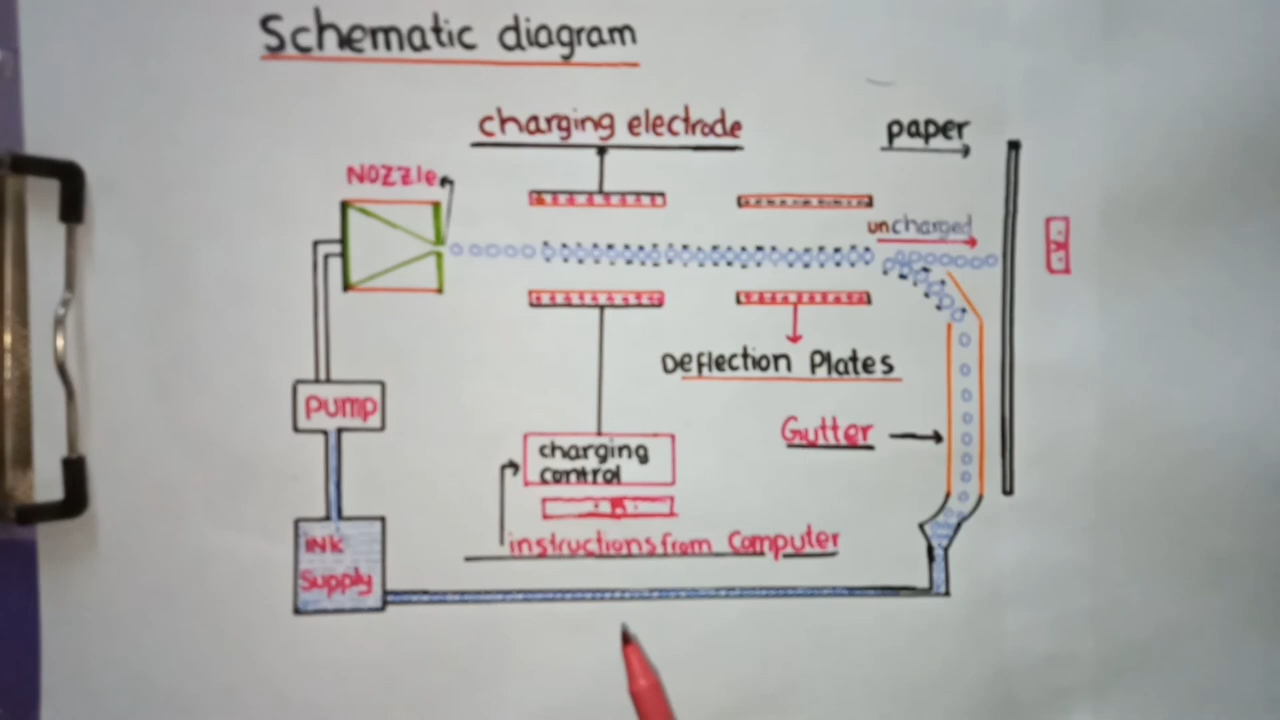 Schematic diagram
charging electrode
paper
NOZZle
uncharged
Deflection Plates
PUMP
Gutter
charging
control
instructions from Computer
INK
Supply